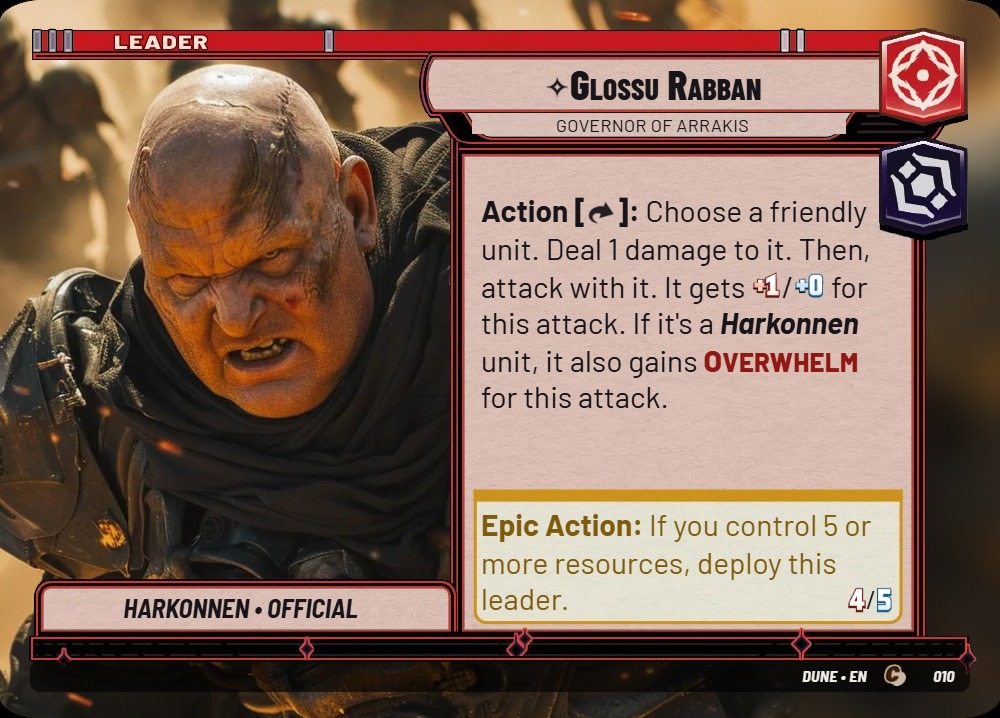 LEADER
✧GLOSSU RABBAN
GOVERNOR OF ARRAKIS
Action [ ]: Choose a friendly
unit. Deal 1 damage to it. Then,
attack with it. It gets +1/+0 for
this attack. If it's a Harkonnen
unit, it also gains OVERWHELM
for this attack.
Epic Action: If you control 5 or
more resources, deploy this
leader.
4/5
HARKONNEN • OFFICIAL
DUNE • EN C 010